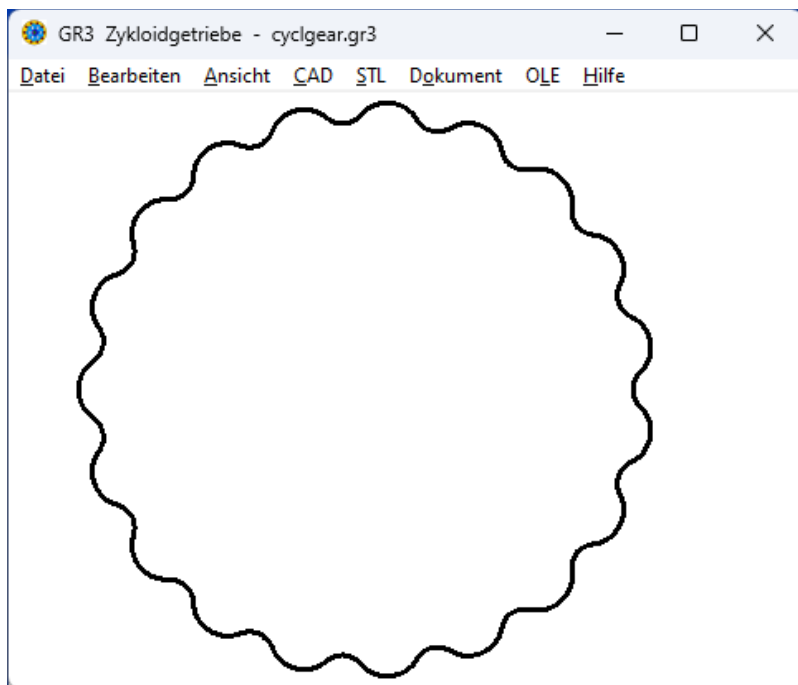 GR3 Zykloidgetriebe - cyclgear.gr3
Datei Bearbeiten Ansicht CAD STL Dokument OLE Hilfe